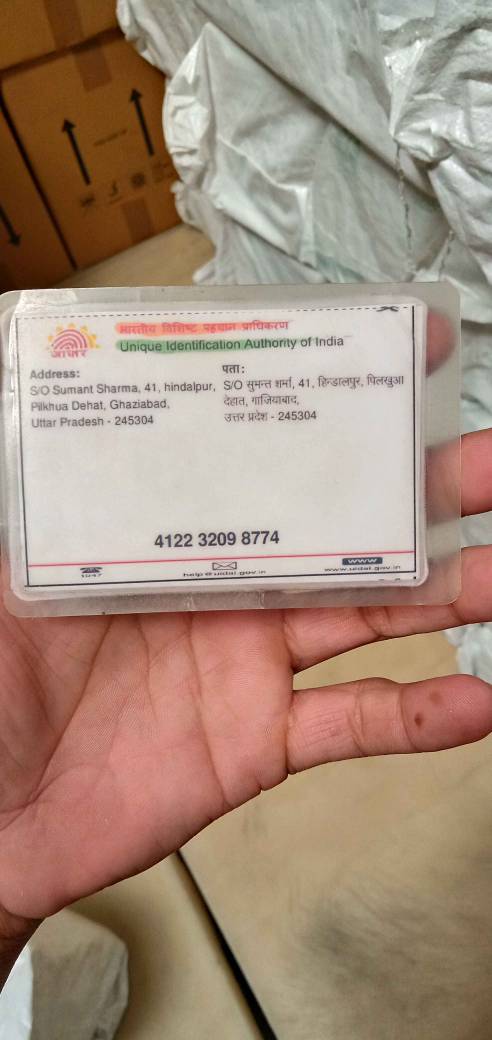 भारतीय विशिष्ट पहचान प्राधिकरण
Unique Identification Authority of India
आधार
Address:
S/O Sumant Sharma, 41, hindalpur,
Pilkhua Dehat, Ghaziabad,
Uttar Pradesh - 245304
पता:
S/O सुमन्त शर्मा, 41, हिन्डालपुर, पिलखुआ
देहात, गाजियाबाद,
उत्तर प्रदेश - 245304
4122 3209 8774
1947
help@uidai.gov.in
www
www.uidai.gov.in